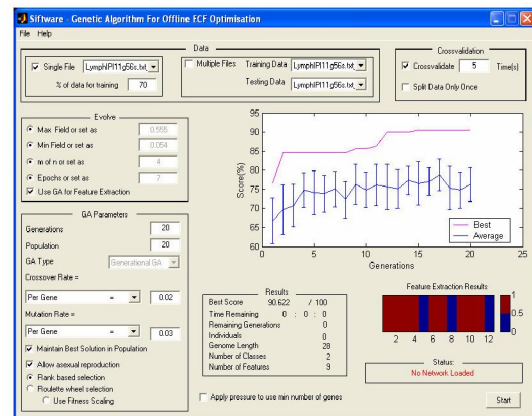 Siftware - Genetic Algorithm For Offline ECF Optimisation
File Help
Data
Single File LymphIPI11g56s.txt,
% of data for training 70
Multiple Files Training Data LymphIPI11g56s.txt,
Testing Data LymphIPI11g56s.txt,
Crossvalidation
Crossvalidate 5 Time(s)
Split Data Only Once
Evolve
Max Field or set as 0.555
Min Field or set as 0.054
m of n or set as 4
Epochs or set as 7
Use GA for Feature Extraction
GA Parameters
Generations 20
Population 20
GA Type Generational GA
Crossover Rate =
Per Gene = 0.02
Mutation Rate =
Per Gene = 0.03
Maintain Best Solution in Population
Allow asexual reproduction
Rank based selection
Roulette wheel selection
Use Fitness Scaling
Score(%)
95
90
85
80
75
70
65
60
0 5 10 15 20 25
Generations
Best
Average
Results
Best Score 90.622 / 100
Time Remaining 0 : 0 : 0
Remaining Generations 0
Individuals 0
Genome Length 28
Number of Classes 2
Number of Features 9
Feature Extraction Results
1
0.5
0
2 4 6 8 10 12
Status:
No Network Loaded
Apply pressure to use min number of genes
Start